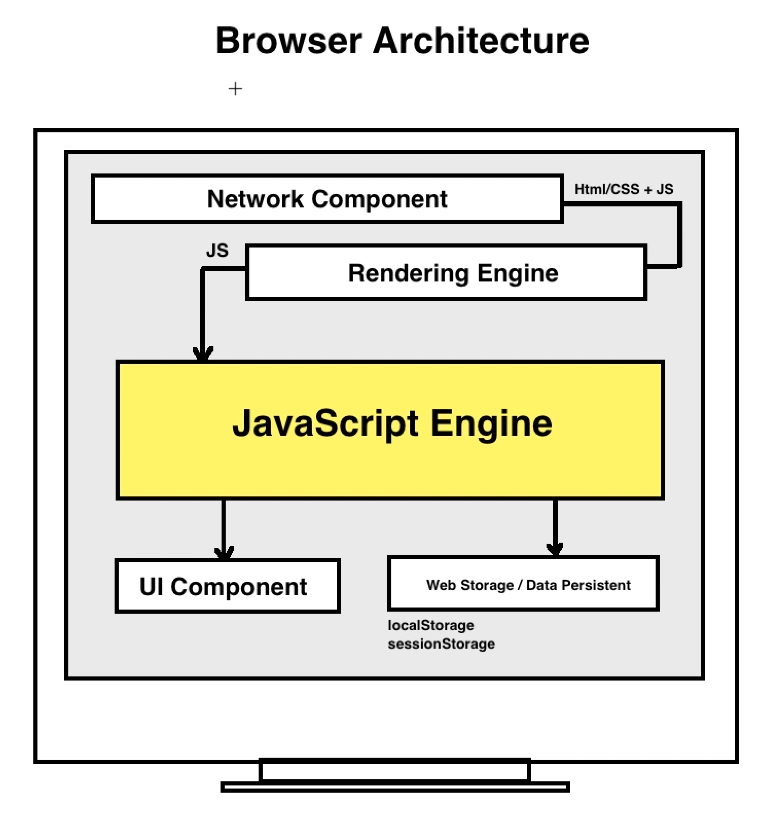 Browser Architecture
Network Component
Html/CSS + JS
JS
Rendering Engine
JavaScript Engine
UI Component
Web Storage / Data Persistent
localStorage
sessionStorage